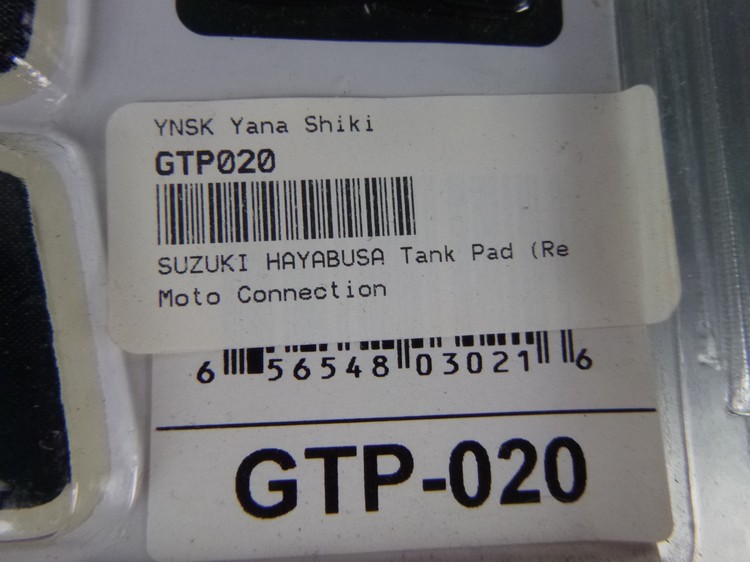 YNSK Yana Shiki
GTP020
SUZUKI HAYABUSA Tank Pad (Re
Moto Connection
6 56548 03021 6
GTP-020